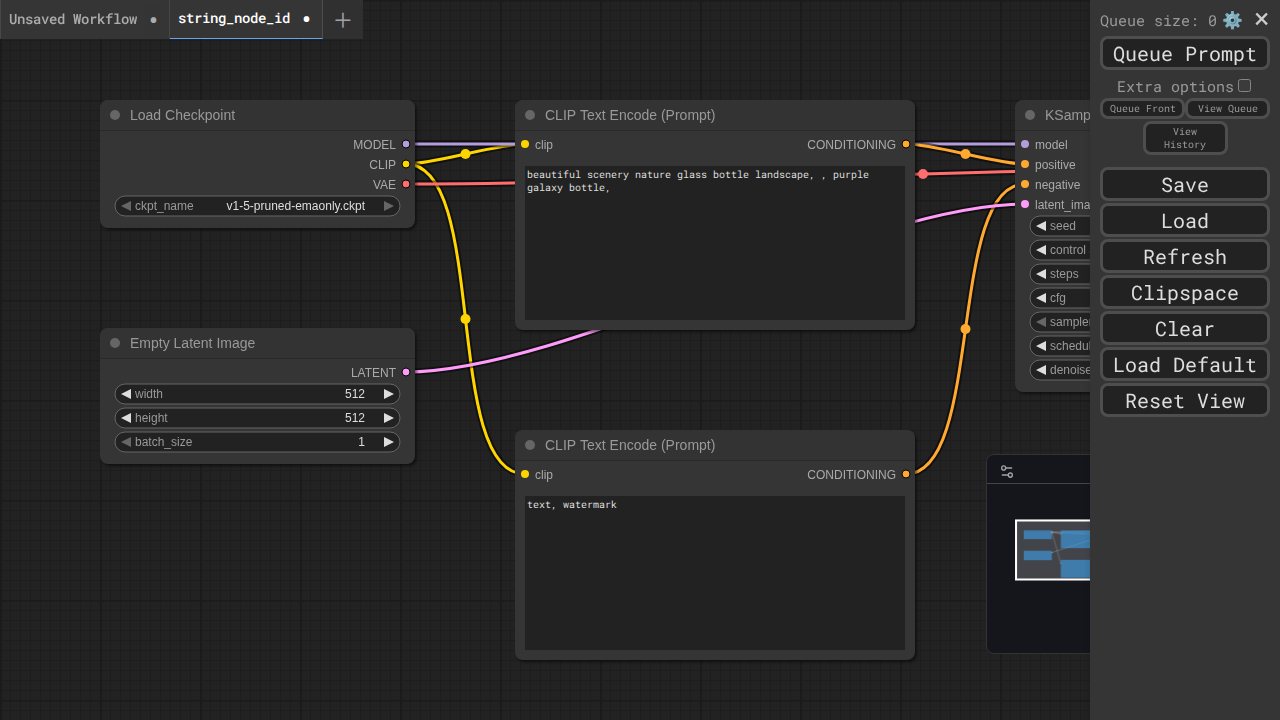 Unsaved Workflow
string_node_id
Queue size: 0
Queue Prompt
Extra options
Queue Front
View Queue
View
History
Save
Load
Refresh
Clipspace
Clear
Load Default
Reset View
Load Checkpoint
MODEL
CLIP
VAE
ckpt_name v1-5-pruned-emaonly.ckpt
Empty Latent Image
LATENT
width 512
height 512
batch_size 1
CLIP Text Encode (Prompt)
clip CONDITIONING
beautiful scenery nature glass bottle landscape, , purple
galaxy bottle,
CLIP Text Encode (Prompt)
clip CONDITIONING
text, watermark
KSamp
model
positive
negative
latent_ima
seed
control
steps
cfg
sampler
schedul
denoise